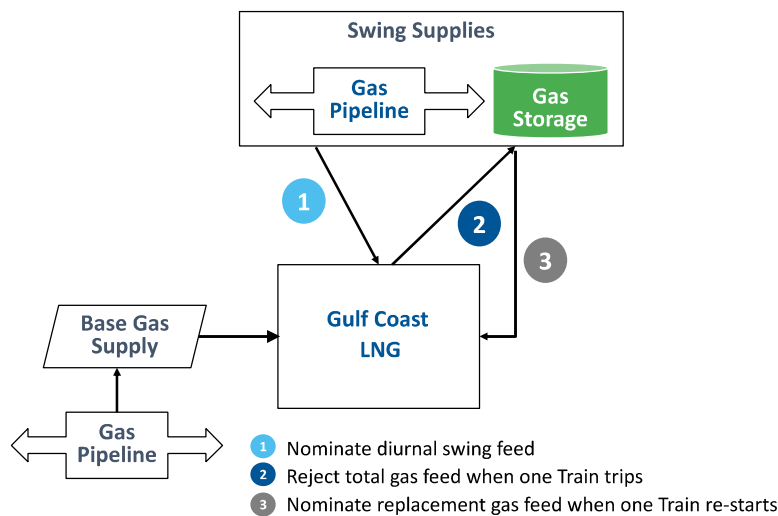 Swing Supplies
Gas
Pipeline
Gas
Storage
1
2
3
Gulf Coast
LNG
Base Gas
Supply
Gas
Pipeline
1 Nominate diurnal swing feed
2 Reject total gas feed when one Train trips
3 Nominate replacement gas feed when one Train re-starts